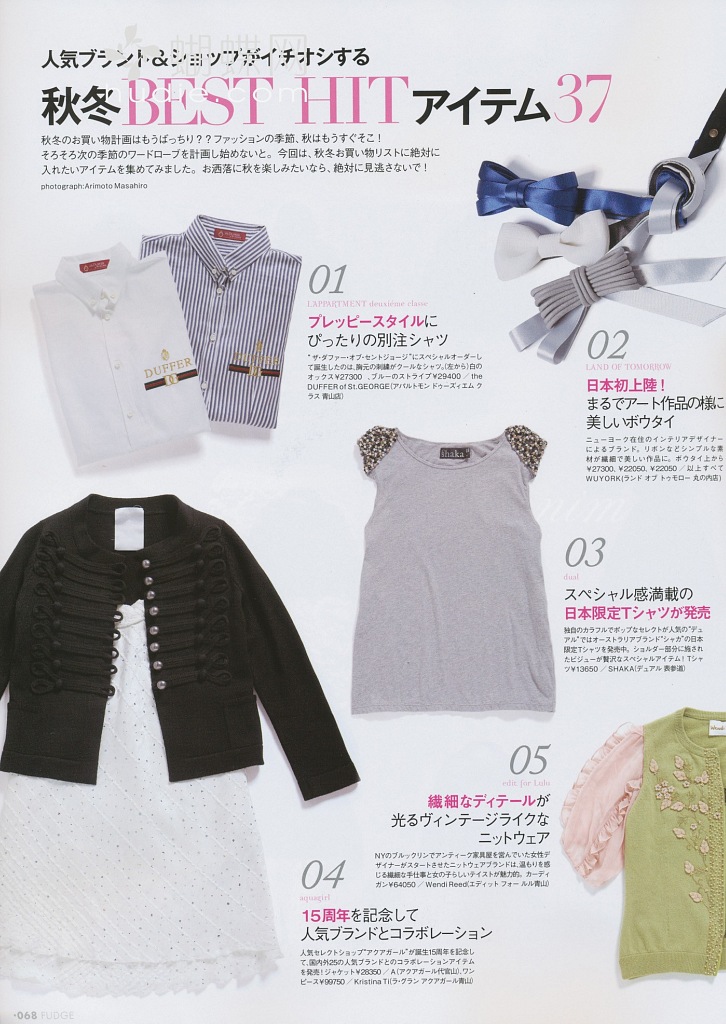 人気ブランド&ショップがイチオシする
蝴蝶网
hudie.com
秋冬BEST HITアイテム37
秋冬のお買い物計画はもうばっちり??ファッションの季節、秋はもうすぐそこ!
そろそろ次の季節のワードローブを計画し始めないと。今回は、秋冬お買い物リストに絶対に
入れたいアイテムを集めてみました。お洒落に秋を楽しみたいなら、絶対に見逃さないで!
photograph:Arimoto Masahiro
DUFFER
DUFFER
01
L'APPARTMENT deuxième classe
プレッピースタイルに
ぴったりの別注シャツ
"ザ・ダファー・オブ・セントジョージ"にスペシャルオーダーし
て誕生したのは、胸元の刺繍がクールなシャツ。(左から)白の
オックス¥27300 、ブルーのストライプ¥29400 / the
DUFFER of St.GEORGE(アパルトモン ドゥーズィエム ク
ラス 青山店)
02
LAND OF TOMORROW
日本初上陸!
まるでアート作品の様に
美しいボウタイ
ニューヨーク在住のインテリアデザイナー
によるブランド。リボンなどシンプルな素
材が繊細で美しい作品に。ボウタイ上から
¥27300、¥22050、¥22050 / 以上すべて
WUYORK(ランド オブ トゥモロー 丸の内店)
shaka
03
dual
スペシャル感満載の
日本限定Tシャツが発売
独自のカラフルでポップなセレクトが人気の"デュ
アル"ではオーストラリアブランド"シャカ"の日本
限定Tシャツを発売中。ショルダー部分に施され
たビジューが贅沢なスペシャルアイテム!Tシャ
ツ¥13650 / SHAKA(デュアル 表参道)
05
edit for Lulu
繊細なディテールが
光るヴィンテージライクな
ニットウェア
NYのブルックリンでアンティーク家具屋を営んでいた女性デ
ザイナーがスタートさせたニットウェアブランドは、温もりを感
じる繊細な手仕事と女の子らしいテイストが魅力的。カーディ
ガン¥64050 / Wendi Reed(エディット フォー ルル青山)
04
aquagirl
15周年を記念して
人気ブランドとコラボレーション
人気セレクトショップ"アクアガール"が誕生15周年を記念し
て、国内外25の人気ブランドとのコラボレーションアイテム
を発売!ジャケット¥28350 / A(アクアガール代官山)、ワン
ピース¥99750 / Kristina Ti(ラ・グラン アクアガール青山)
·068 FUDGE